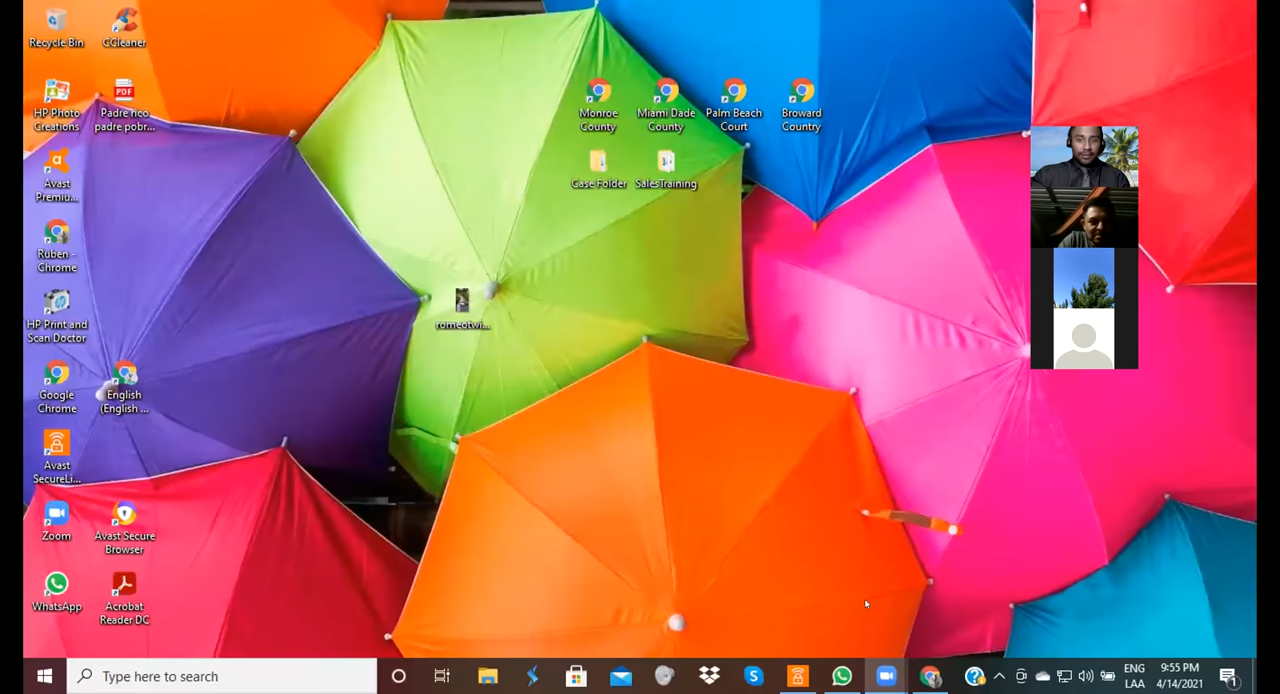 Recycle Bin
CCleaner
HP Photo
Creations
PDF
Padre rico
padre pobr...
Avast
Premiu...
Ruben -
Chrome
HP Print and
Scan Doctor
Google
Chrome
English
(English ...
Avast
SecureLi...
Zoom
Avast Secure
Browser
WhatsApp
Acrobat
Reader DC
Monroe
County
Miami Dade
County
Palm Beach
Court
Broward
Country
Case Folder
SalesTraining
romeotwi...
Type here to search
ENG
LAA
9:55 PM
4/14/2021
1